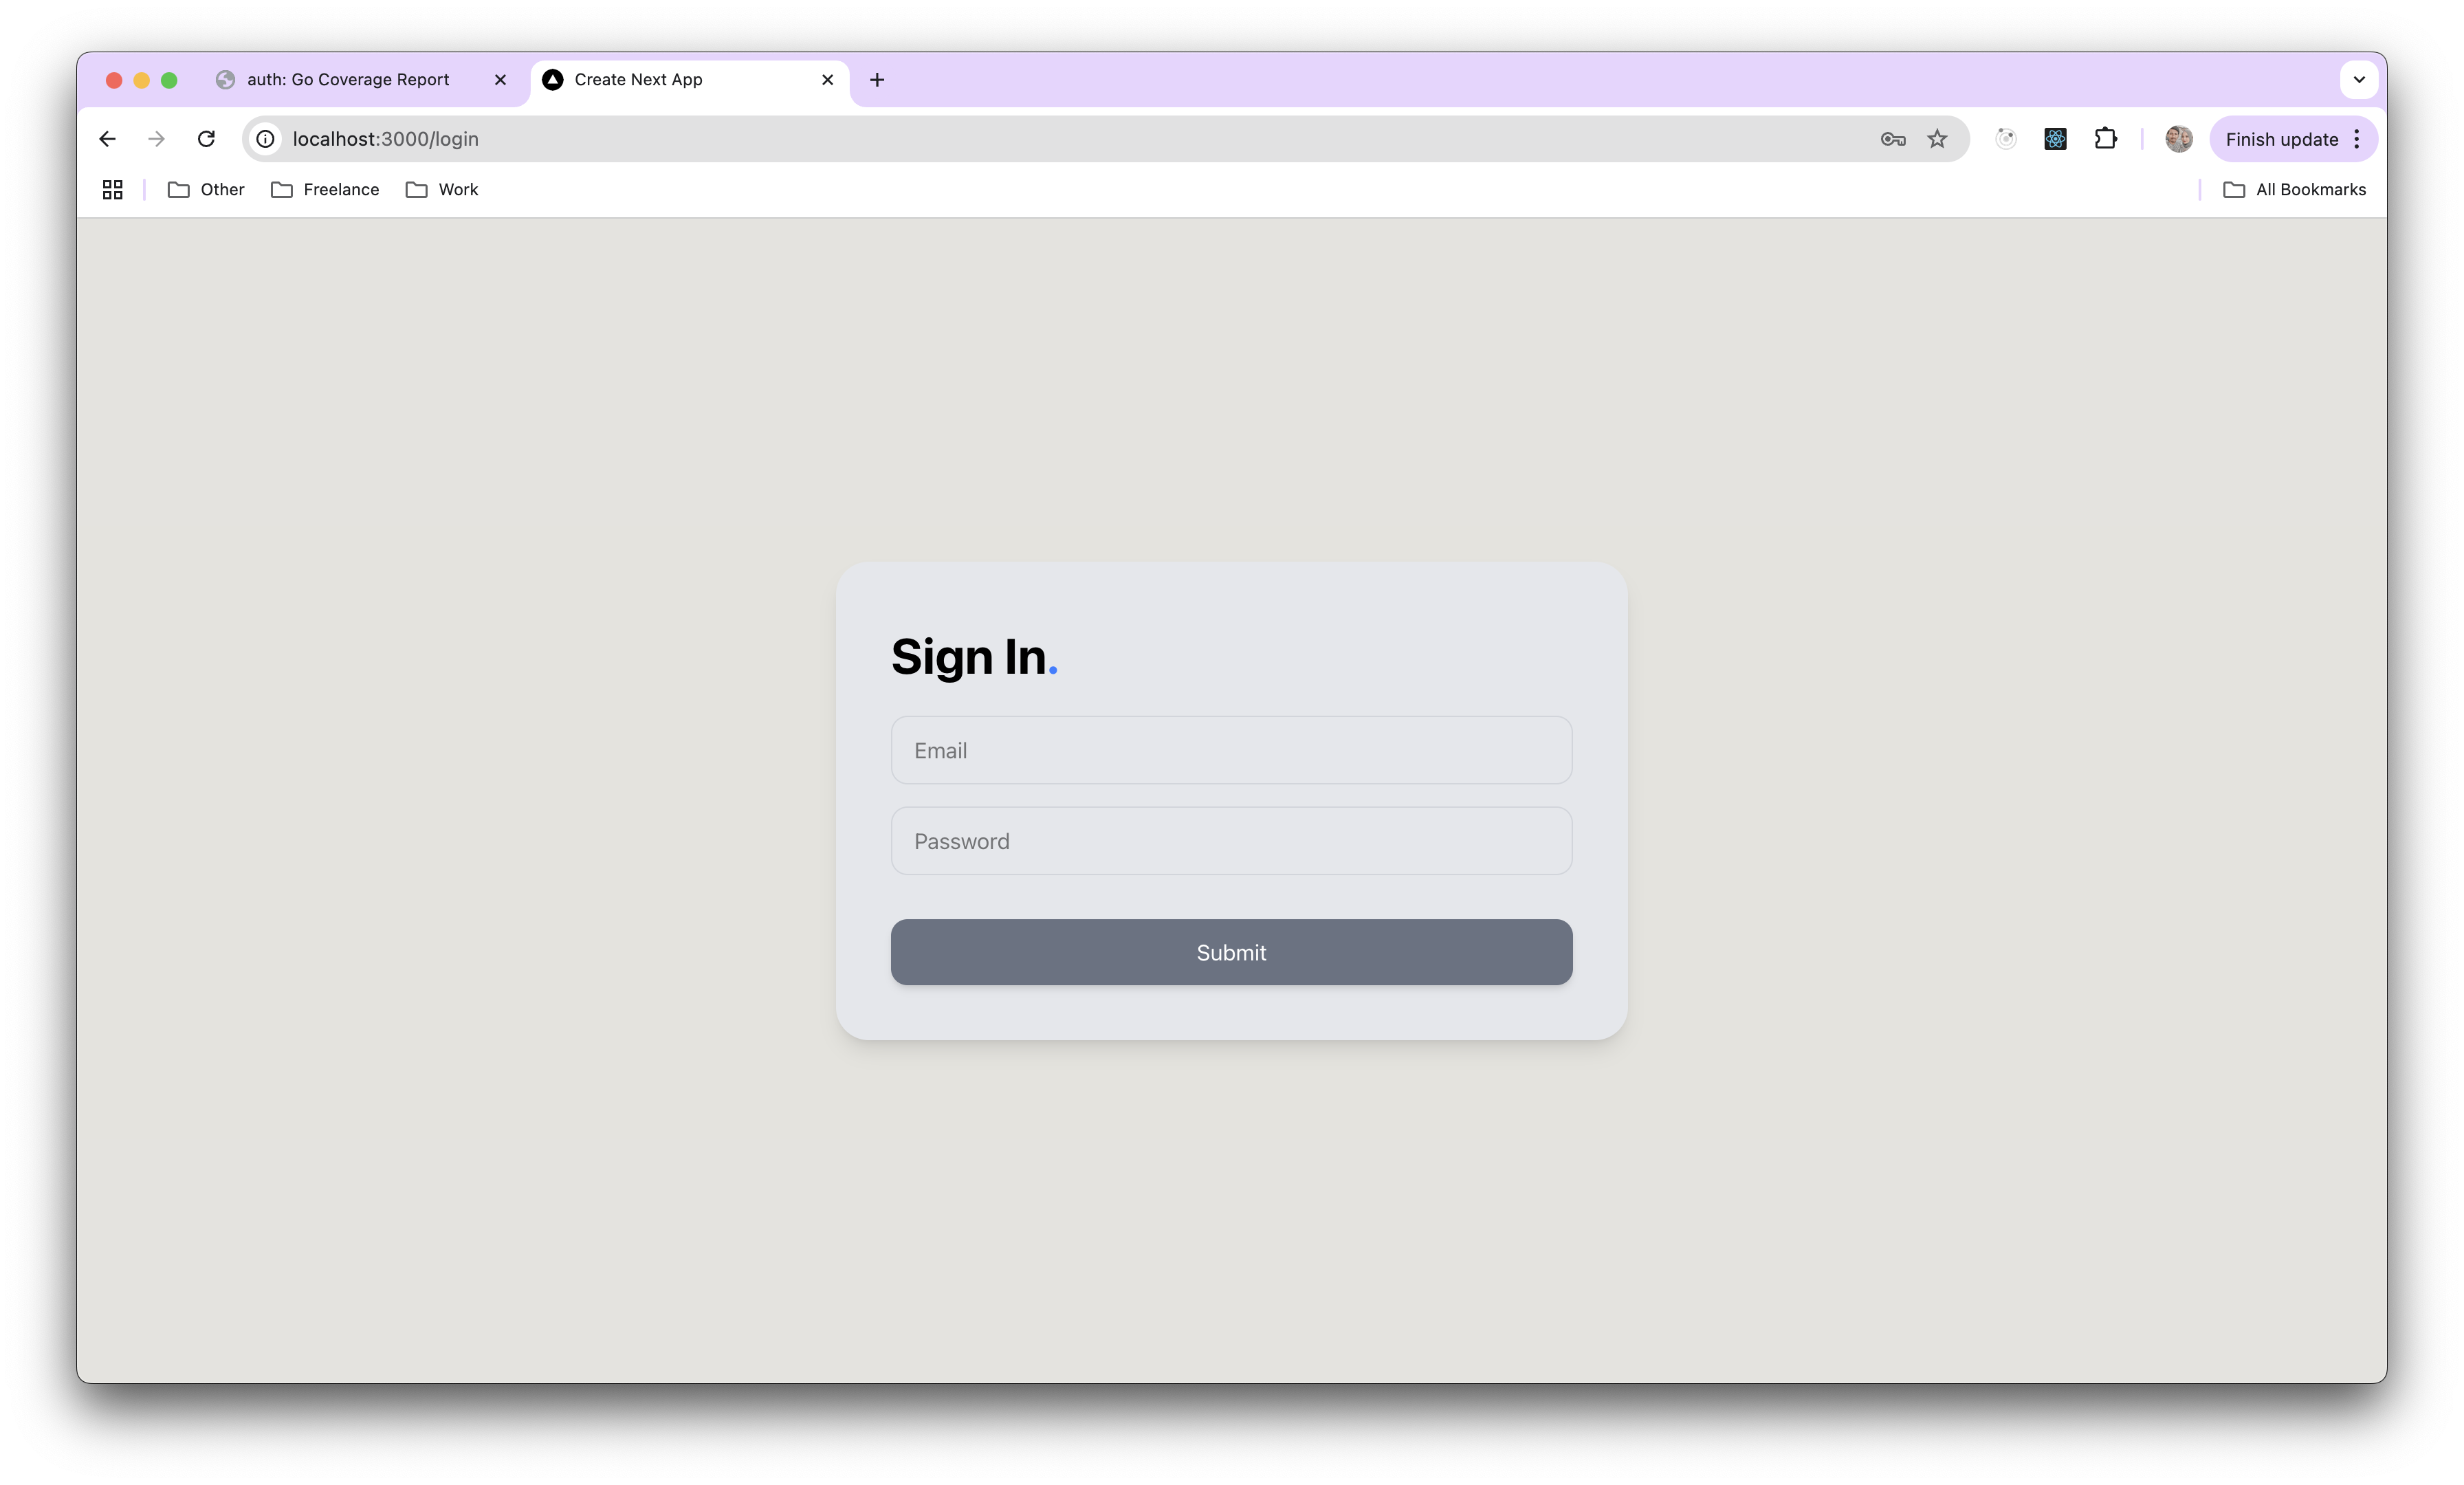 auth: Go Coverage Report
Create Next App
localhost:3000/login
Finish update
Other
Freelance
Work
All Bookmarks
Sign In.
Email
Password
Submit